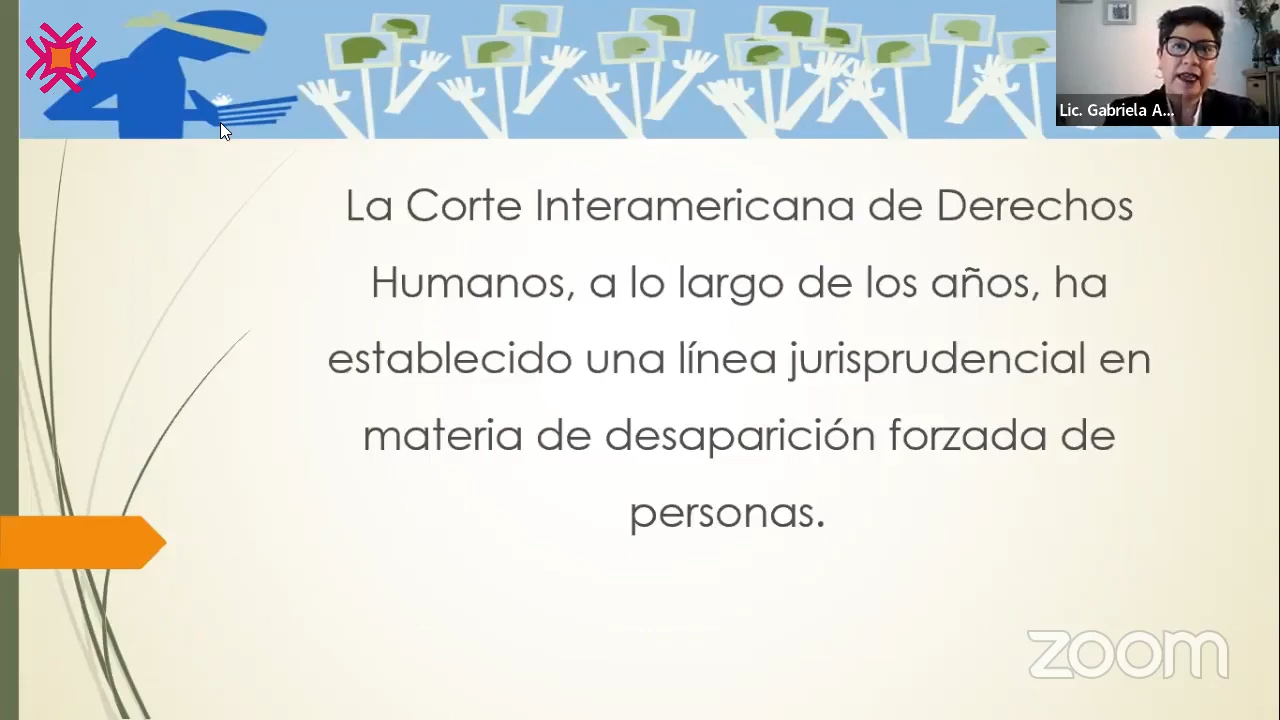 Lic. Gabriela A...
La Corte Interamericana de Derechos
Humanos, a lo largo de los años, ha
establecido una línea jurisprudencial en
materia de desaparición forzada de
personas.
zoom